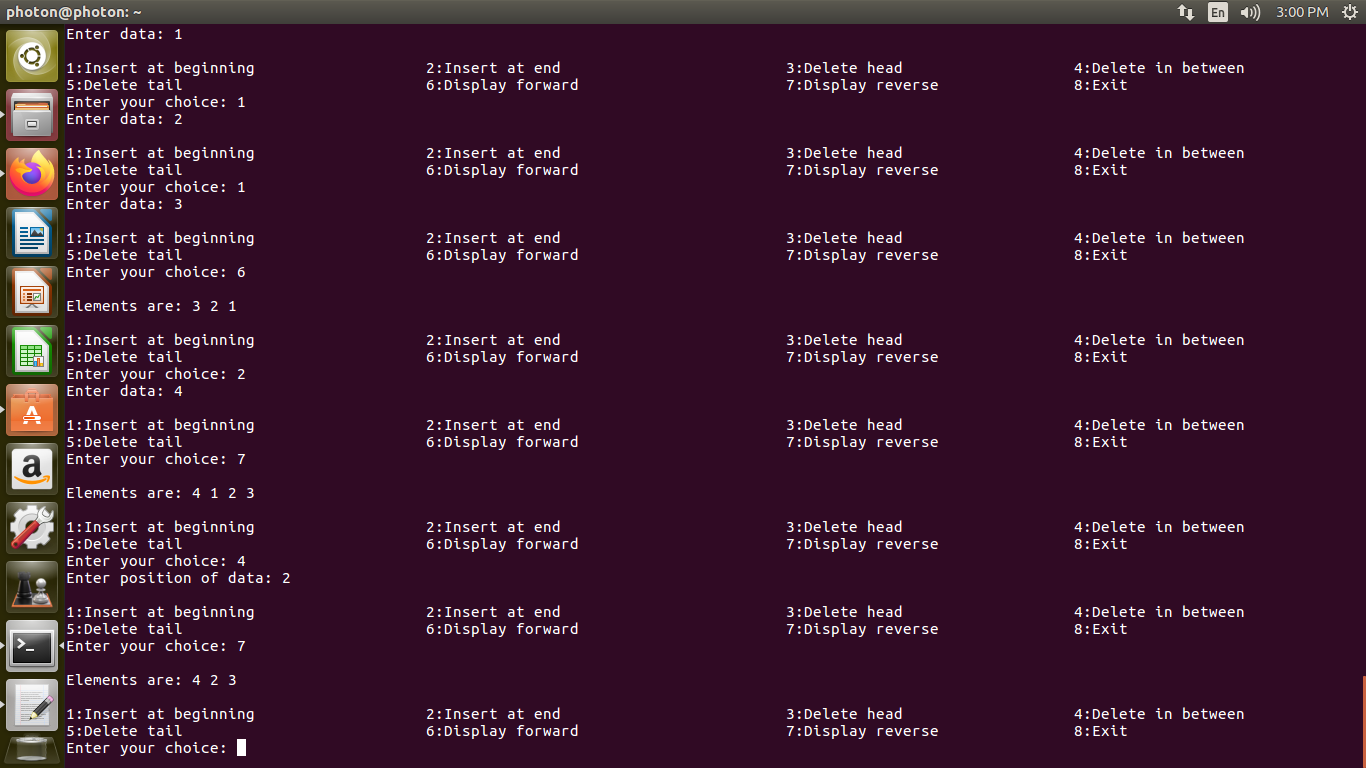 photon@photon: ~ En 3:00 PM
Enter data: 1
1:Insert at beginning 2:Insert at end 3:Delete head 4:Delete in between
5:Delete tail 6:Display forward 7:Display reverse 8:Exit
Enter your choice: 1
Enter data: 2
1:Insert at beginning 2:Insert at end 3:Delete head 4:Delete in between
5:Delete tail 6:Display forward 7:Display reverse 8:Exit
Enter your choice: 1
Enter data: 3
1:Insert at beginning 2:Insert at end 3:Delete head 4:Delete in between
5:Delete tail 6:Display forward 7:Display reverse 8:Exit
Enter your choice: 6
Elements are: 3 2 1
1:Insert at beginning 2:Insert at end 3:Delete head 4:Delete in between
5:Delete tail 6:Display forward 7:Display reverse 8:Exit
Enter your choice: 2
Enter data: 4
1:Insert at beginning 2:Insert at end 3:Delete head 4:Delete in between
5:Delete tail 6:Display forward 7:Display reverse 8:Exit
Enter your choice: 7
Elements are: 4 1 2 3
1:Insert at beginning 2:Insert at end 3:Delete head 4:Delete in between
5:Delete tail 6:Display forward 7:Display reverse 8:Exit
Enter your choice: 4
Enter position of data: 2
1:Insert at beginning 2:Insert at end 3:Delete head 4:Delete in between
5:Delete tail 6:Display forward 7:Display reverse 8:Exit
Enter your choice: 7
Elements are: 4 2 3
1:Insert at beginning 2:Insert at end 3:Delete head 4:Delete in between
5:Delete tail 6:Display forward 7:Display reverse 8:Exit
Enter your choice: